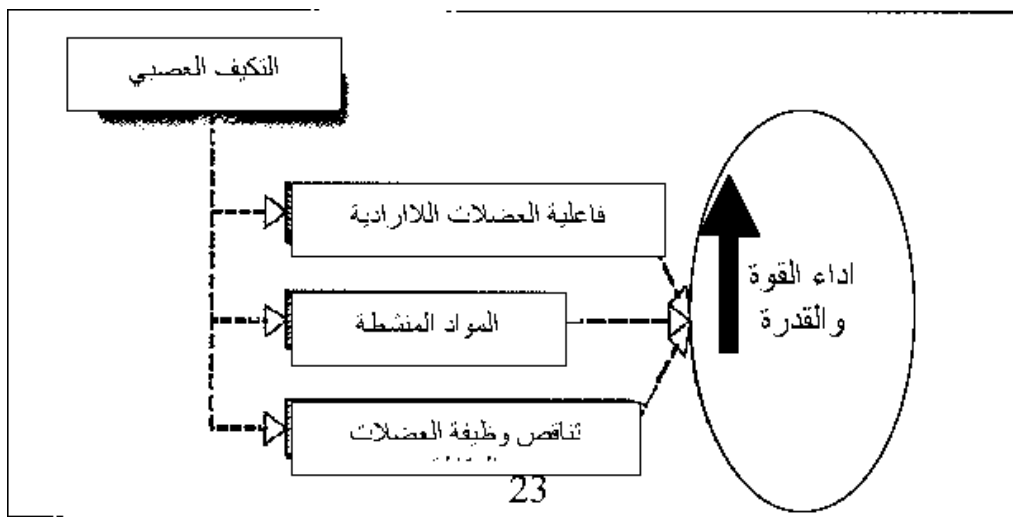 التكيف العصبي
فاعلية العضلات اللاارادية
المواد المنشطة
تناقص وظيفة العضلات
اداء القوة
والقدرة
23